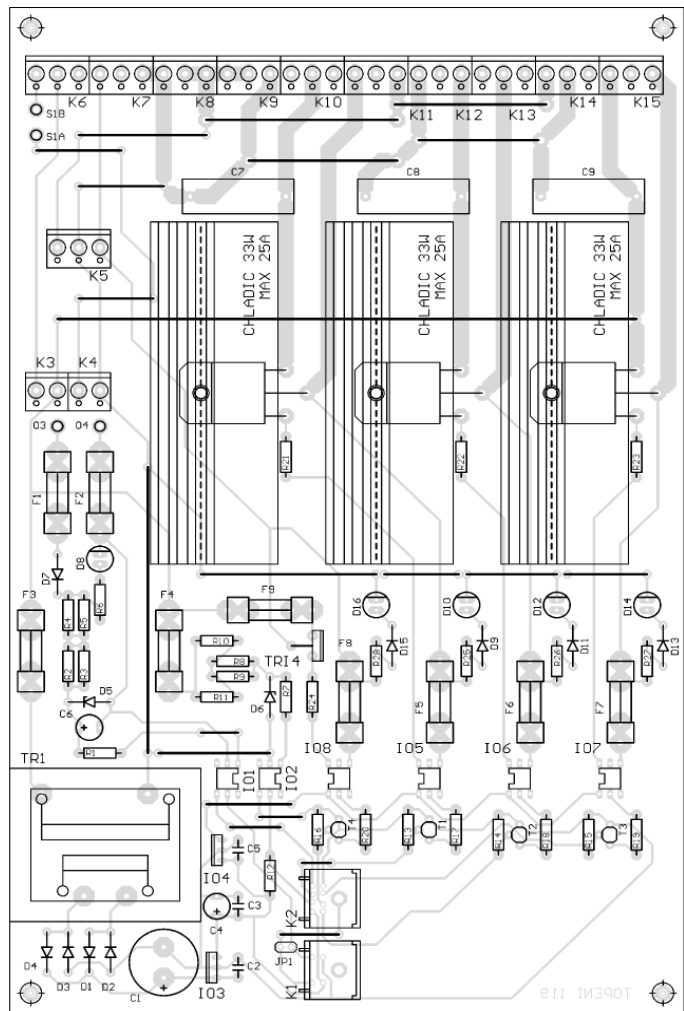 K6 K7 K8 K9 K10 K11 K12 K13 K14 K15
S1B
S1A
C7 C8 C9
CHLADIC 33W
MAX 25A
CHLADIC 33W
MAX 25A
CHLADIC 33W
MAX 25A
K5
K3 K4
D3 D4
R21 R22 R23
F1 F2
D7 D8
F3 F4 F9
R4 R5 R6
R10
R8
R9
R11
TRI4
D16 D10 D12 D14
D15 D9 D11 D13
R28 R25 R26 R27
R2 R3
D5
C6
R1
D6 R7 R24
F8 F5 F6 F7
TR1
IO8 IO5 IO6 IO7
IO1 IO2
R16 T4 R20 R13 T1 R17 R14 T2 R18 R15 T3 R19
C5
IO4
R12
C3
C4
K2
JP1
C2
IO3
K1
D4 D3 D1 D2
C1
TOPENI 119